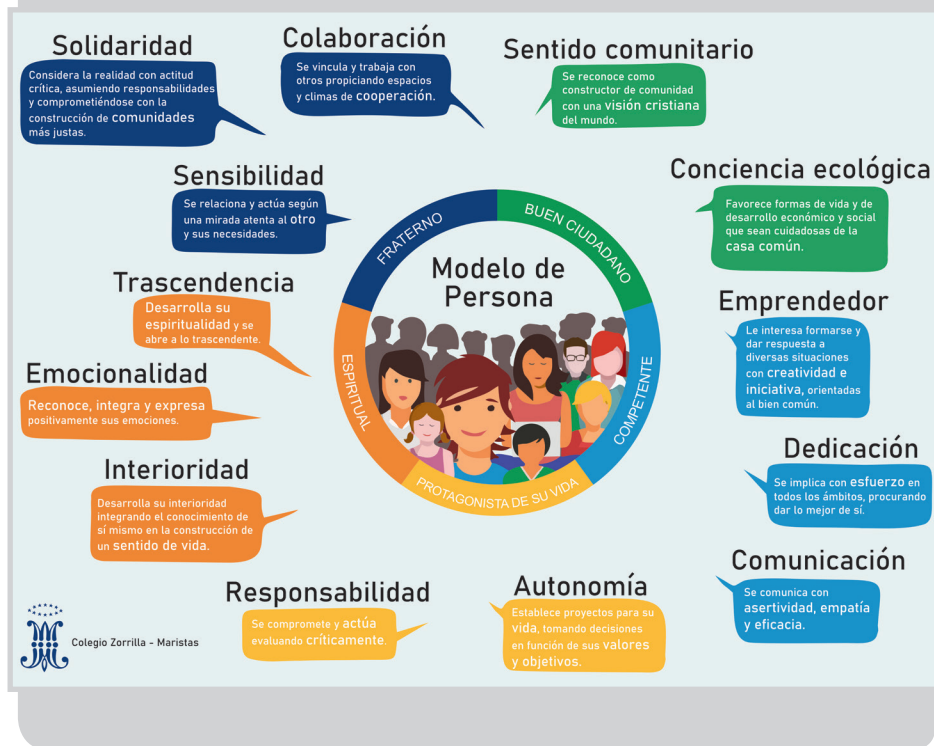 Solidaridad
Considera la realidad con actitud
crítica, asumiendo responsabilidades
y comprometiéndose con la
construcción de comunidades
más justas.
Colaboración
Se vincula y trabaja con
otros propiciando espacios
y climas de cooperación.
Sentido comunitario
Se reconoce como
constructor de comunidad
con una visión cristiana
del mundo.
Sensibilidad
Se relaciona y actúa según
una mirada atenta al otro
y sus necesidades.
Conciencia ecológica
Favorece formas de vida y de
desarrollo económico y social
que sean cuidadosas de la
casa común.
Trascendencia
Desarrolla su
espiritualidad y se
abre a lo trascendente.
FRATERNO
BUEN CIUDADANO
Modelo de
Persona
ESPIRITUAL
COMPETENTE
PROTAGONISTA DE SU VIDA
Emprendedor
Le interesa formarse y
dar respuesta a
diversas situaciones
con creatividad e
iniciativa, orientadas
al bien común.
Emocionalidad
Reconoce, integra y expresa
positivamente sus emociones.
Dedicación
Se implica con esfuerzo en
todos los ámbitos, procurando
dar lo mejor de sí.
Interioridad
Desarrolla su interioridad
integrando el conocimiento de
sí mismo en la construcción de
un sentido de vida.
Comunicación
Se comunica con
asertividad, empatía
y eficacia.
Responsabilidad
Se compromete y actúa
evaluando críticamente.
Autonomía
Establece proyectos para su
vida, tomando decisiones
en función de sus valores
y objetivos.
Colegio Zorrilla - Maristas